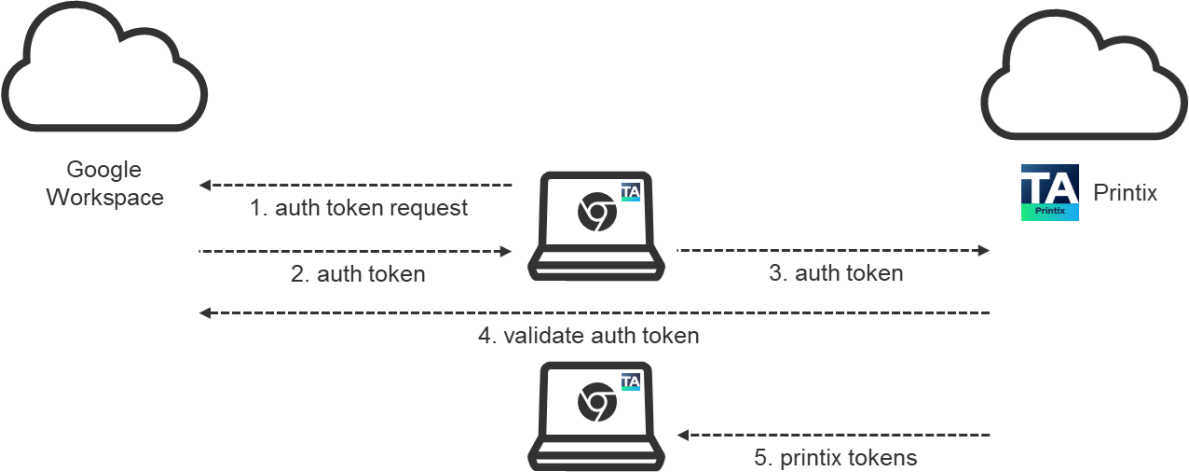 Google
Workspace
1. auth token request
TA
TA
Printix
Printix
2. auth token
3. auth token
4. validate auth token
TA
5. printix tokens